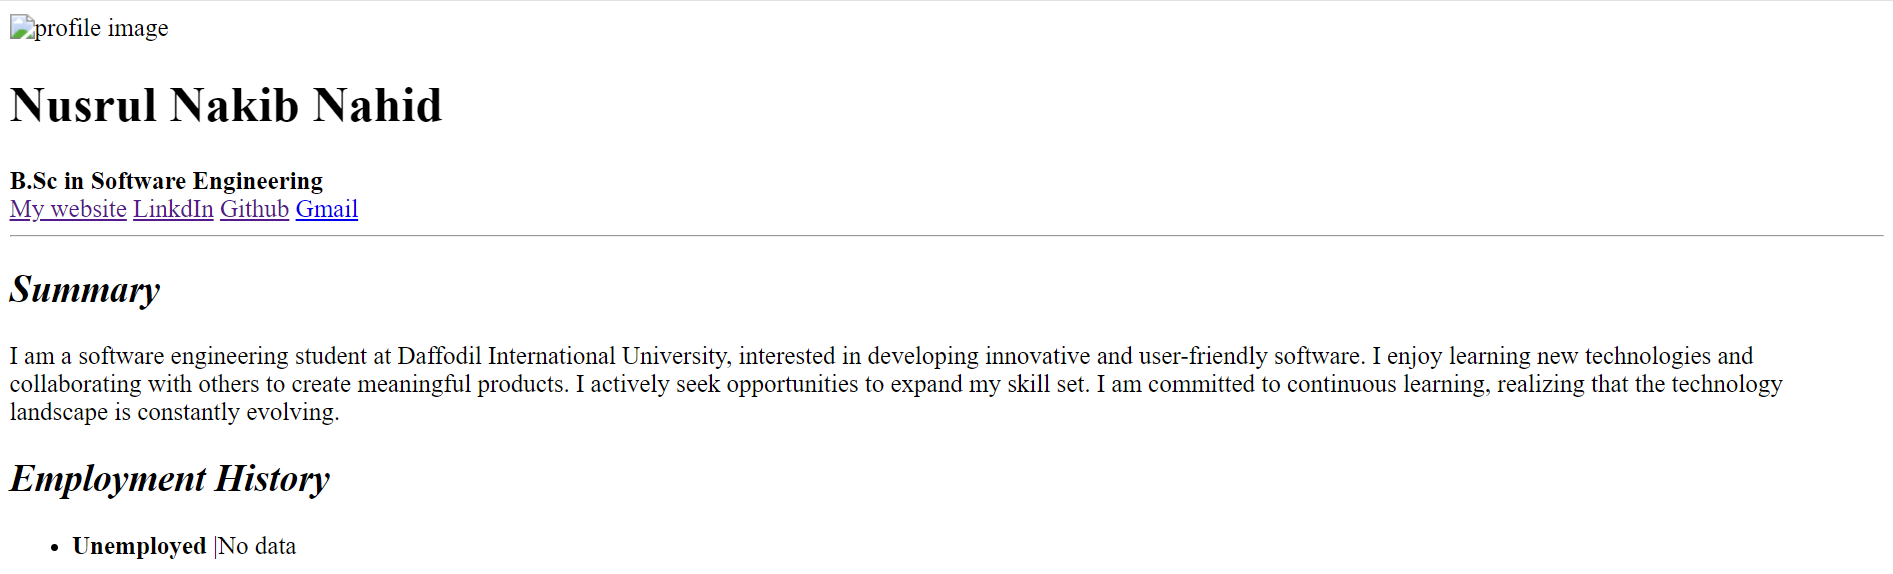 profile image
Nusrul Nakib Nahid
B.Sc in Software Engineering
My website LinkdIn Github Gmail
Summary
I am a software engineering student at Daffodil International University, interested in developing innovative and user-friendly software. I enjoy learning new technologies and
collaborating with others to create meaningful products. I actively seek opportunities to expand my skill set. I am committed to continuous learning, realizing that the technology
landscape is constantly evolving.
Employment History
• Unemployed |No data